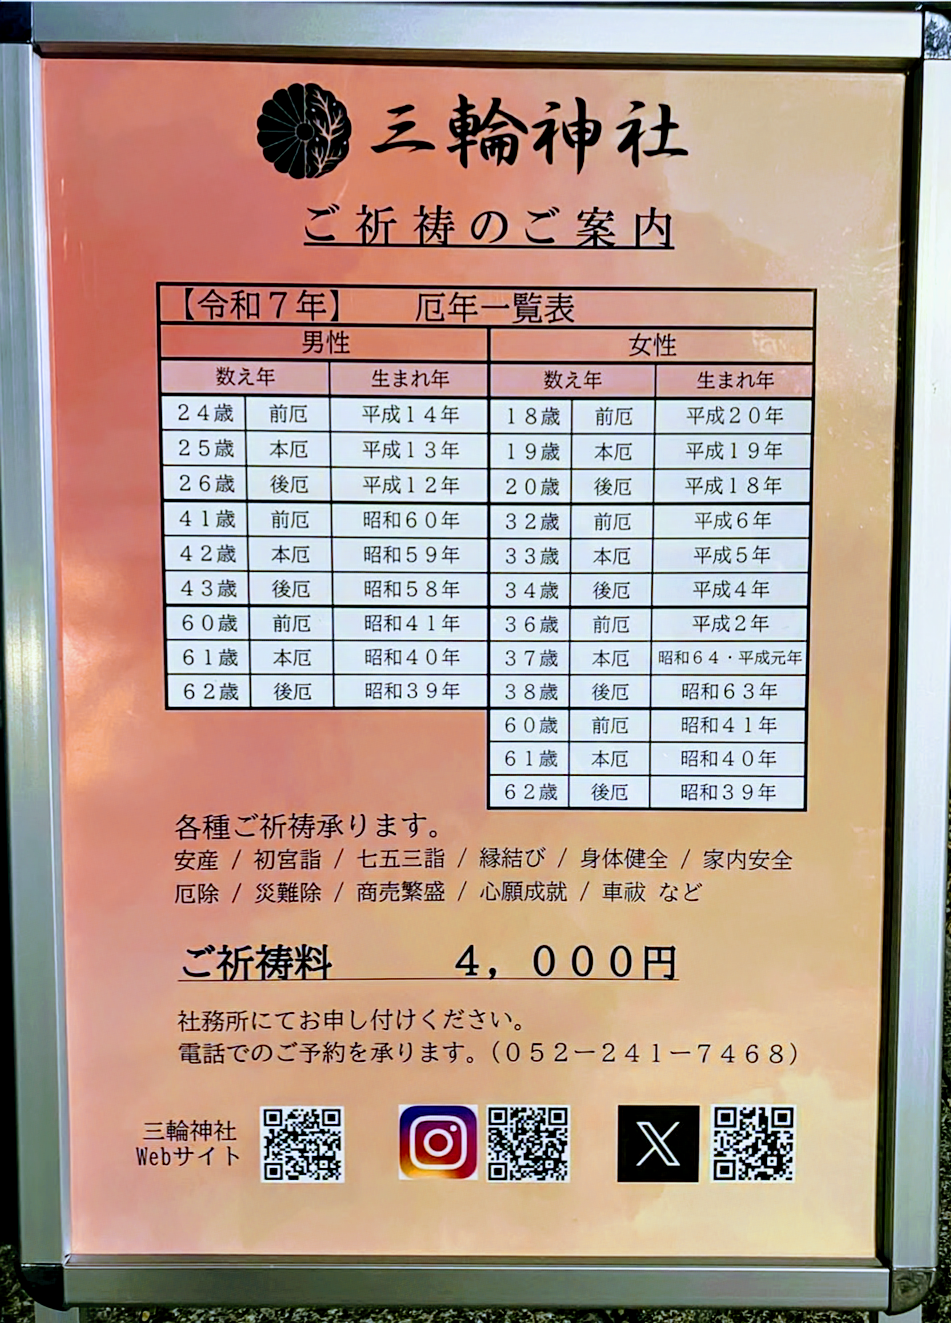 三輪神社
ご祈祷のご案内
【令和７年】　厄年一覧表
男性　女性
数え年　生まれ年　数え年　生まれ年
２４歳　前厄　平成１４年　１８歳　前厄　平成２０年
２５歳　本厄　平成１３年　１９歳　本厄　平成１９年
２６歳　後厄　平成１２年　２０歳　後厄　平成１８年
４１歳　前厄　昭和６０年　３２歳　前厄　平成６年
４２歳　本厄　昭和５９年　３３歳　本厄　平成５年
４３歳　後厄　昭和５８年　３４歳　後厄　平成４年
６０歳　前厄　昭和４１年　３６歳　前厄　平成２年
６１歳　本厄　昭和４０年　３７歳　本厄　昭和６４・平成元年
６２歳　後厄　昭和３９年　３８歳　後厄　昭和６３年
６０歳　前厄　昭和４１年
６１歳　本厄　昭和４０年
６２歳　後厄　昭和３９年
各種ご祈祷承ります。
安産 / 初宮詣 / 七五三詣 / 縁結び / 身体健全 / 家内安全
厄除 / 災難除 / 商売繁盛 / 心願成就 / 車祓 など
ご祈祷料　４，０００円
社務所にてお申し付けください。
電話でのご予約を承ります。（０５２－２４１－７４６８）
三輪神社
Webサイト